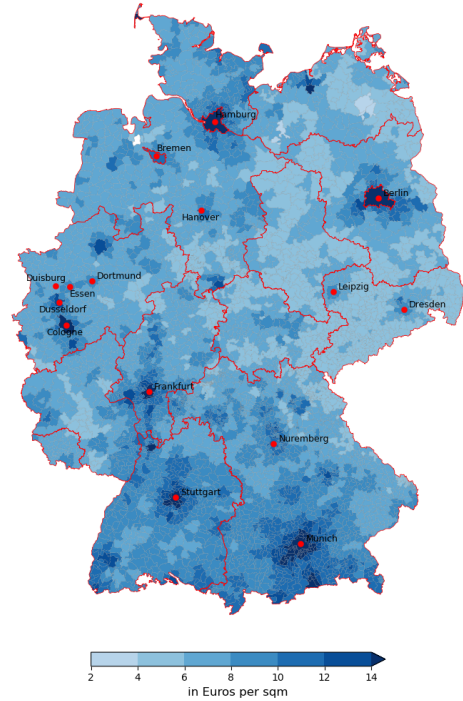 Hamburg
Bremen
Berlin
Hanover
Duisburg
Dortmund
Essen
Leipzig
Dusseldorf
Dresden
Cologne
Frankfurt
Nuremberg
Stuttgart
Munich
2 4 6 8 10 12 14
in Euros per sqm